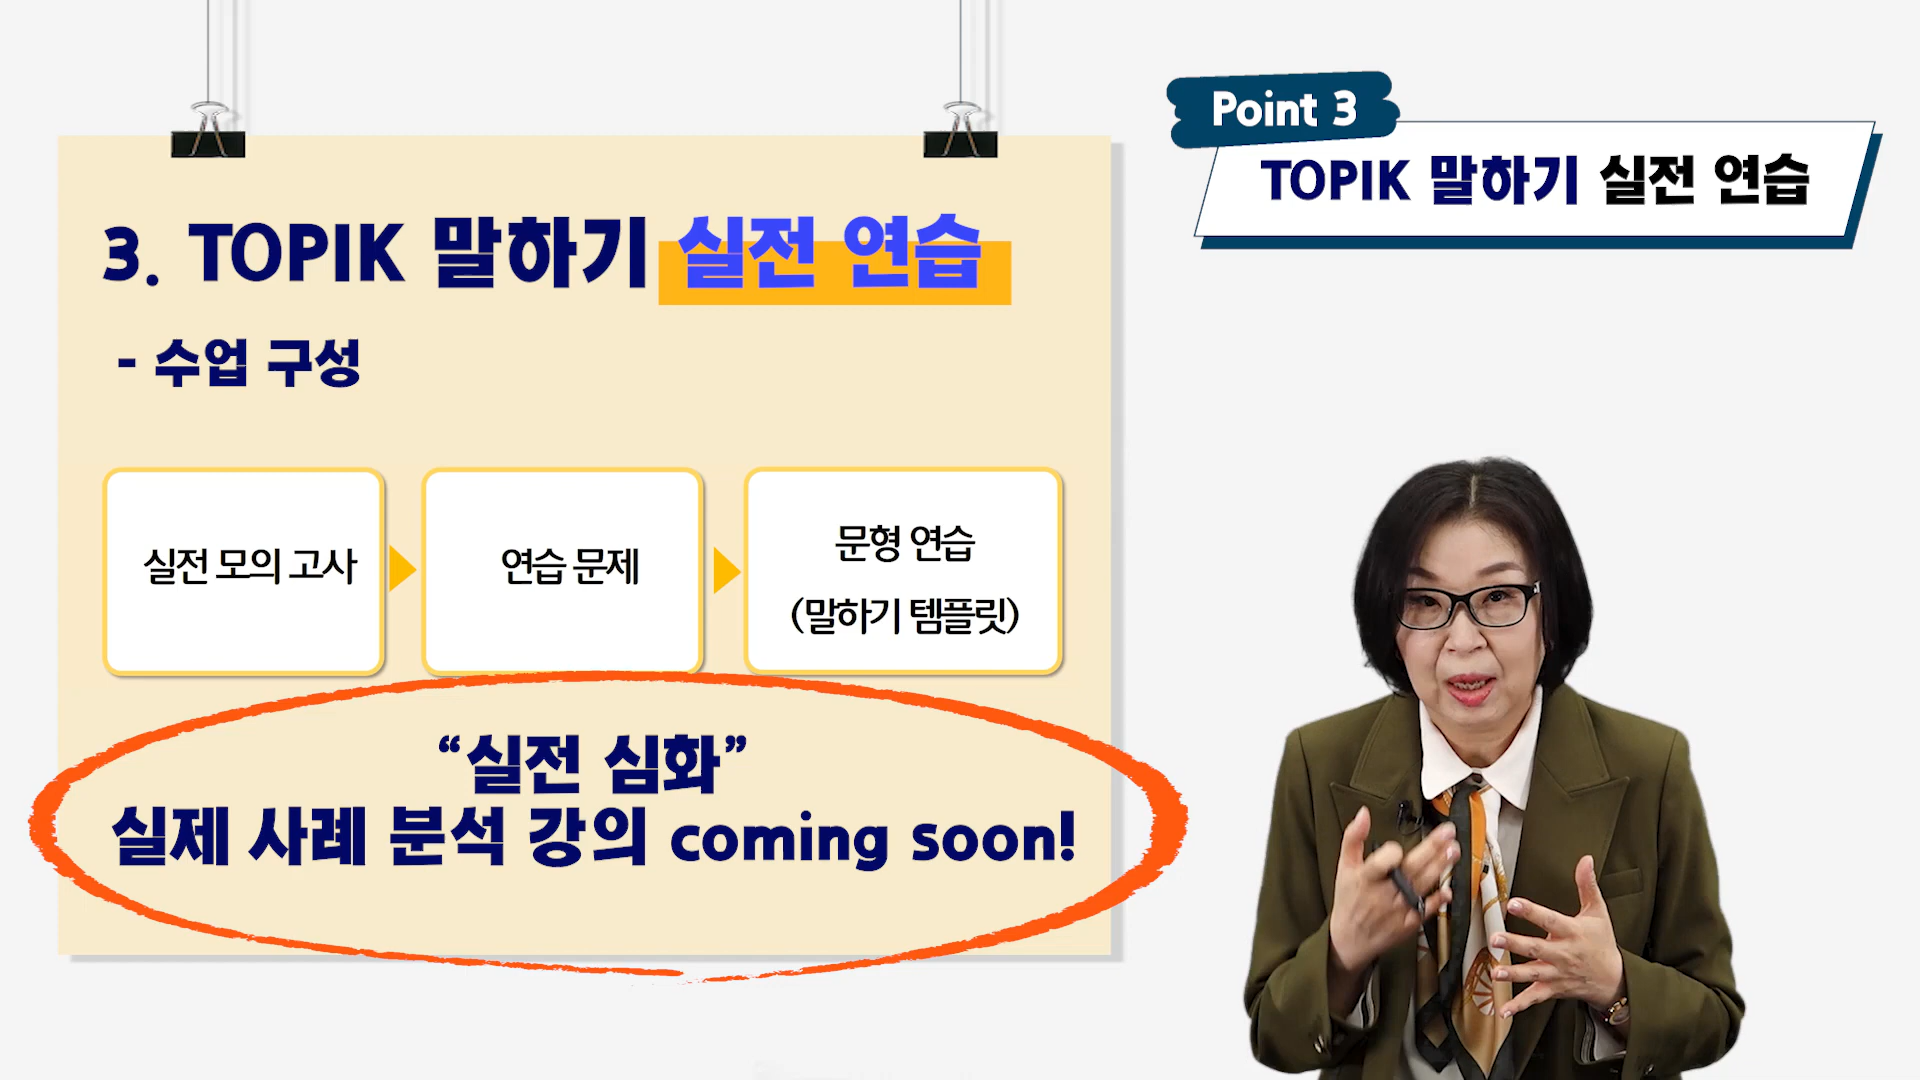 3. TOPIK 말하기 실전 연습
- 수업 구성
실전 모의 고사
연습 문제
문형 연습
(말하기 템플릿)
“실전 심화”
실제 사례 분석 강의 coming soon!
Point 3
TOPIK 말하기 실전 연습